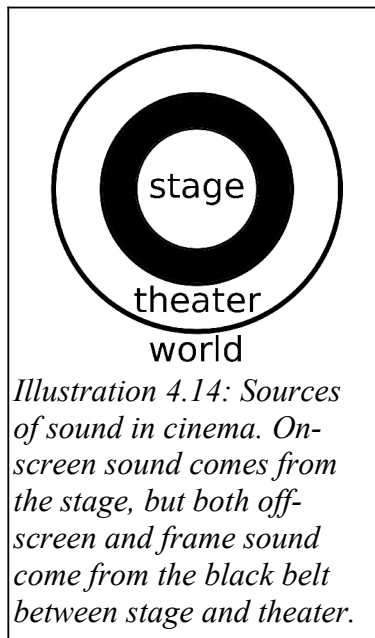 stage
theater
world
Illustration 4.14: Sources
of sound in cinema. On-
screen sound comes from
the stage, but both off-
screen and frame sound
come from the black belt
between stage and theater.